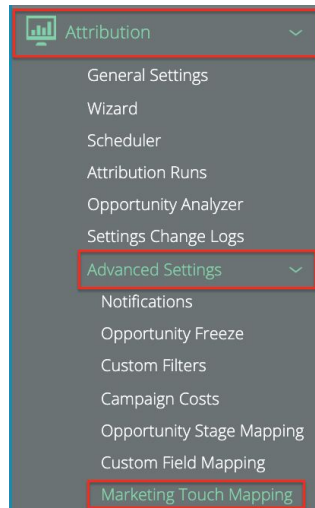 Attribution
General Settings
Wizard
Scheduler
Attribution Runs
Opportunity Analyzer
Settings Change Logs
Advanced Settings
Notifications
Opportunity Freeze
Custom Filters
Campaign Costs
Opportunity Stage Mapping
Custom Field Mapping
Marketing Touch Mapping